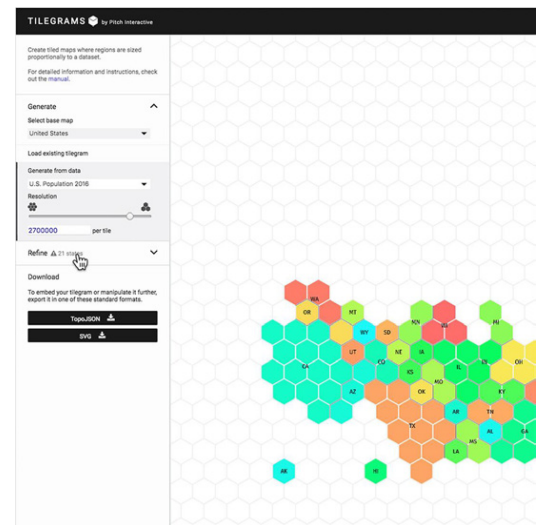 TILEGRAMS by Pitch Interactive
Create tiled maps where regions are sized
proportionally to a dataset.
For detailed information and instructions, check
out the manual.
Generate
Select base map
United States
Load existing tilegram
Generate from data
U.S. Population 2016
Resolution
2700000 per tile
Refine 21 states
Download
To embed your tilegram or manipulate it further,
export it in one of these standard formats.
TopoJSON
SVG
WA
OR MT MN MI
WY SD
UT NE IA OH
CA CO KS IL
MO
AZ OK KY
AR TN
TX AL GA
MS
LA
AK HI